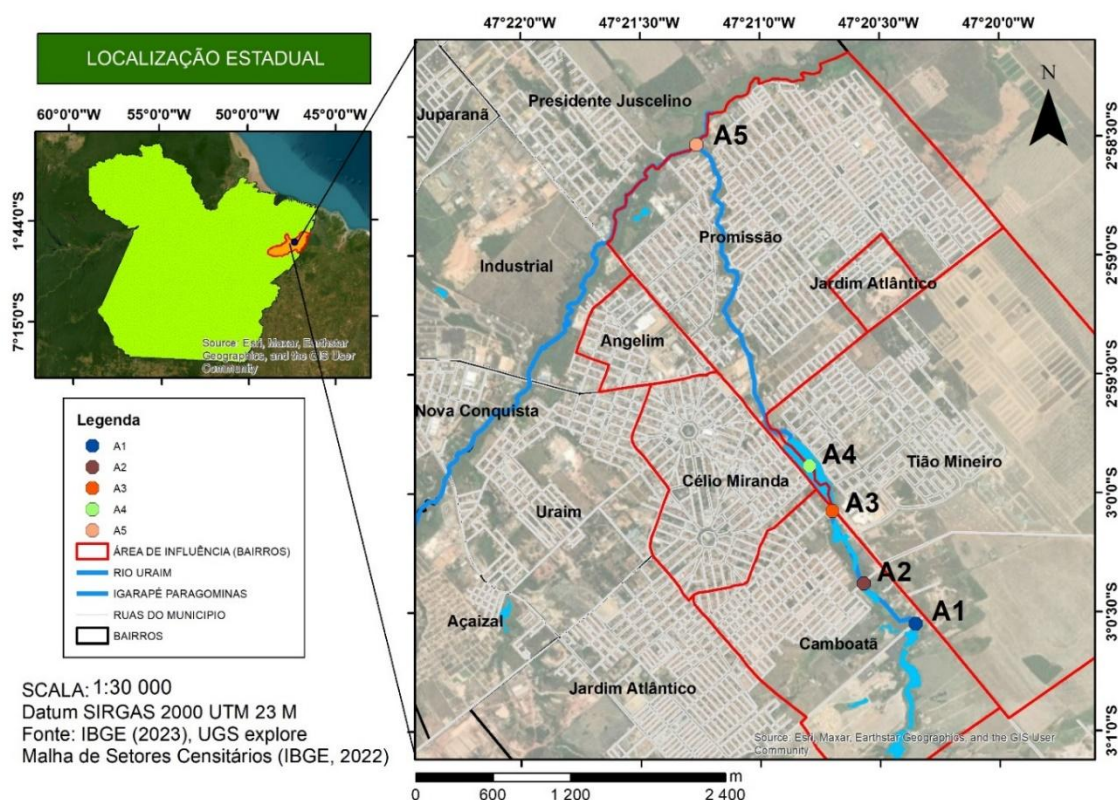 LOCALIZAÇÃO ESTADUAL
60°0'0"W 55°0'0"W 50°0'0"W 45°0'0"W
1°44'0"S
7°15'0"S
Source: Esri, Maxar, Earthstar
Geographics, and the GIS User
Community
Legenda
A1
A2
A3
A4
A5
ÁREA DE INFLUÊNCIA (BAIRROS)
RIO URAIM
IGARAPÉ PARAGOMINAS
RUAS DO MUNICIPIO
BAIRROS
SCALA: 1:30 000
Datum SIRGAS 2000 UTM 23 M
Fonte: IBGE (2023), UGS explore
Malha de Setores Censitários (IBGE, 2022)
47°22'0"W 47°21'30"W 47°21'0"W 47°20'30"W 47°20'0"W
N
Presidente Juscelino
Juparanã
A5
2°58'30"S
Promissão
2°59'0"S
Industrial
Jardim Atlântico
Angelim
2°59'30"S
Nova Conquista
A4
Tião Mineiro
Célio Miranda
3°0'0"S
Uraim
A3
A2
3°0'30"S
Açaizal
A1
Camboatã
Jardim Atlântico
3°1'0"S
Source: Esri, Maxar, Earthstar Geographics, and the GIS User
Community
0 600 1 200 2 400 m